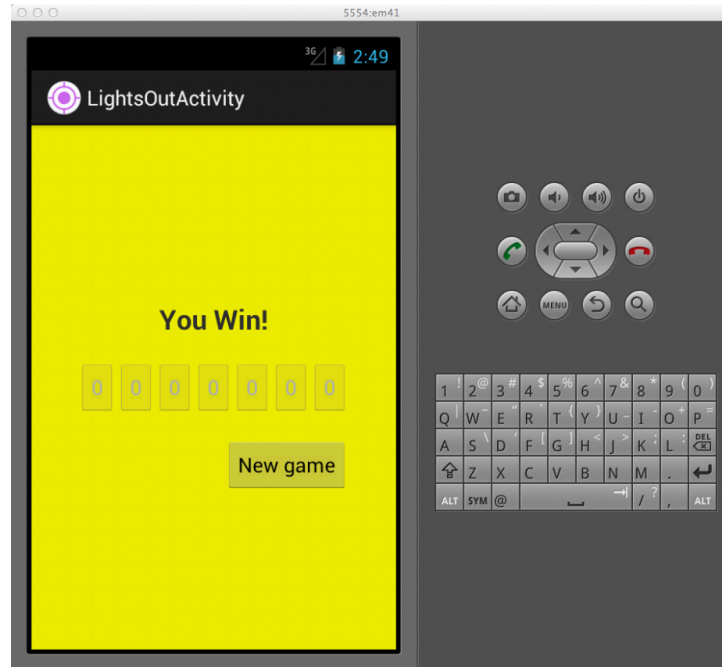 5554:em41
3G 2:49
LightsOutActivity
You Win!
0 0 0 0 0 0 0
New game
MENU
1 ! 2 @ 3 # 4 $ 5 % 6 ^ 7 & 8 * 9 ( 0 )
Q | W ~ E " R ` T { Y } U _ I - O + P =
A S \ D ' F [ G ] H < J > K ; L : DEL
Z X C V B N M .
ALT SYM @ / ? , ALT